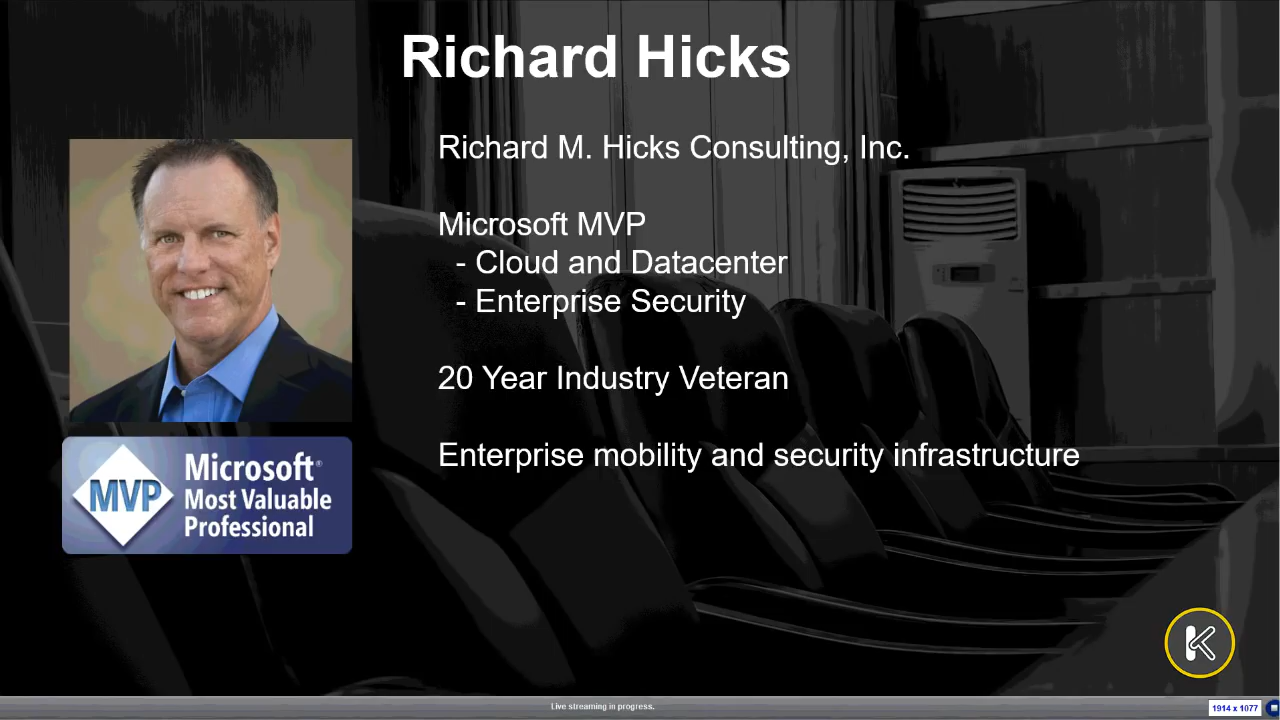 Richard Hicks
Richard M. Hicks Consulting, Inc.
Microsoft MVP
- Cloud and Datacenter
- Enterprise Security
20 Year Industry Veteran
Enterprise mobility and security infrastructure
MVP
Microsoft®
Most Valuable
Professional
K
Live streaming in progress.
1914 x 1077